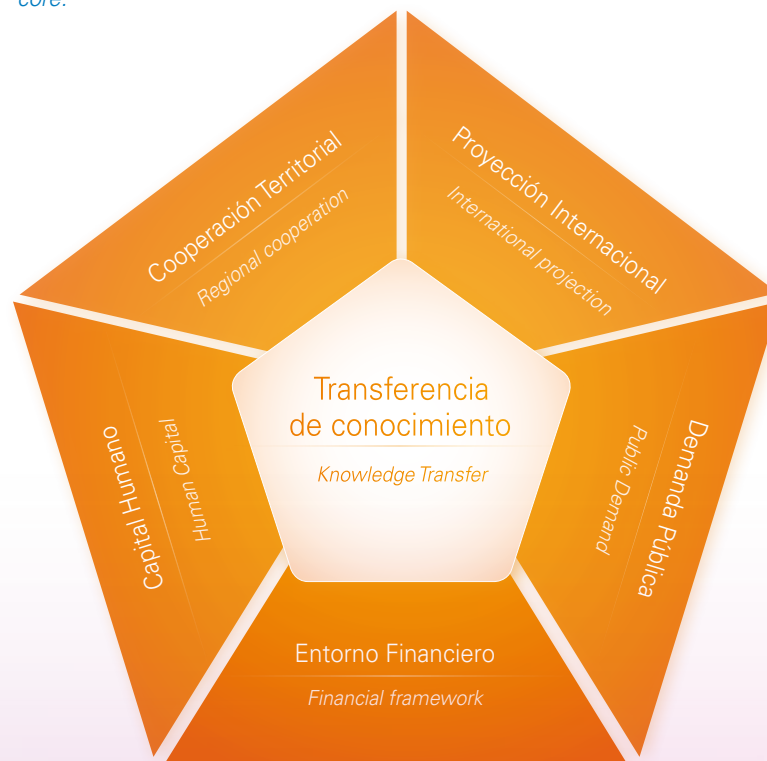 core.
Cooperación Territorial
Regional cooperation
Proyección Internacional
International projection
Transferencia
de conocimiento
Knowledge Transfer
Capital Humano
Human Capital
Demanda Pública
Public Demand
Entorno Financiero
Financial framework